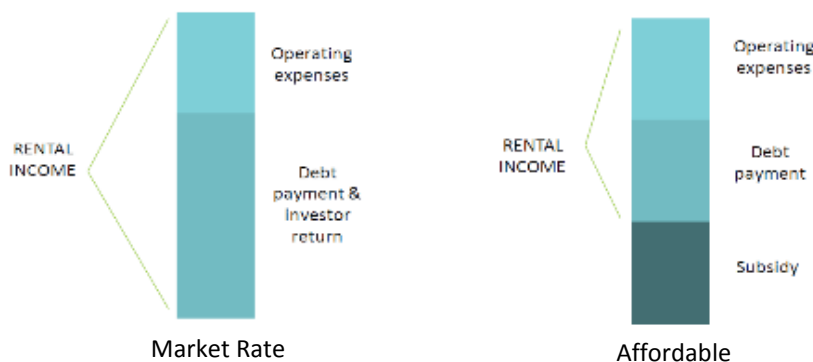 Operating
expenses
RENTAL
INCOME
Debt
payment &
Investor
return
Market Rate
Operating
expenses
RENTAL
INCOME
Debt
payment
Subsidy
Affordable